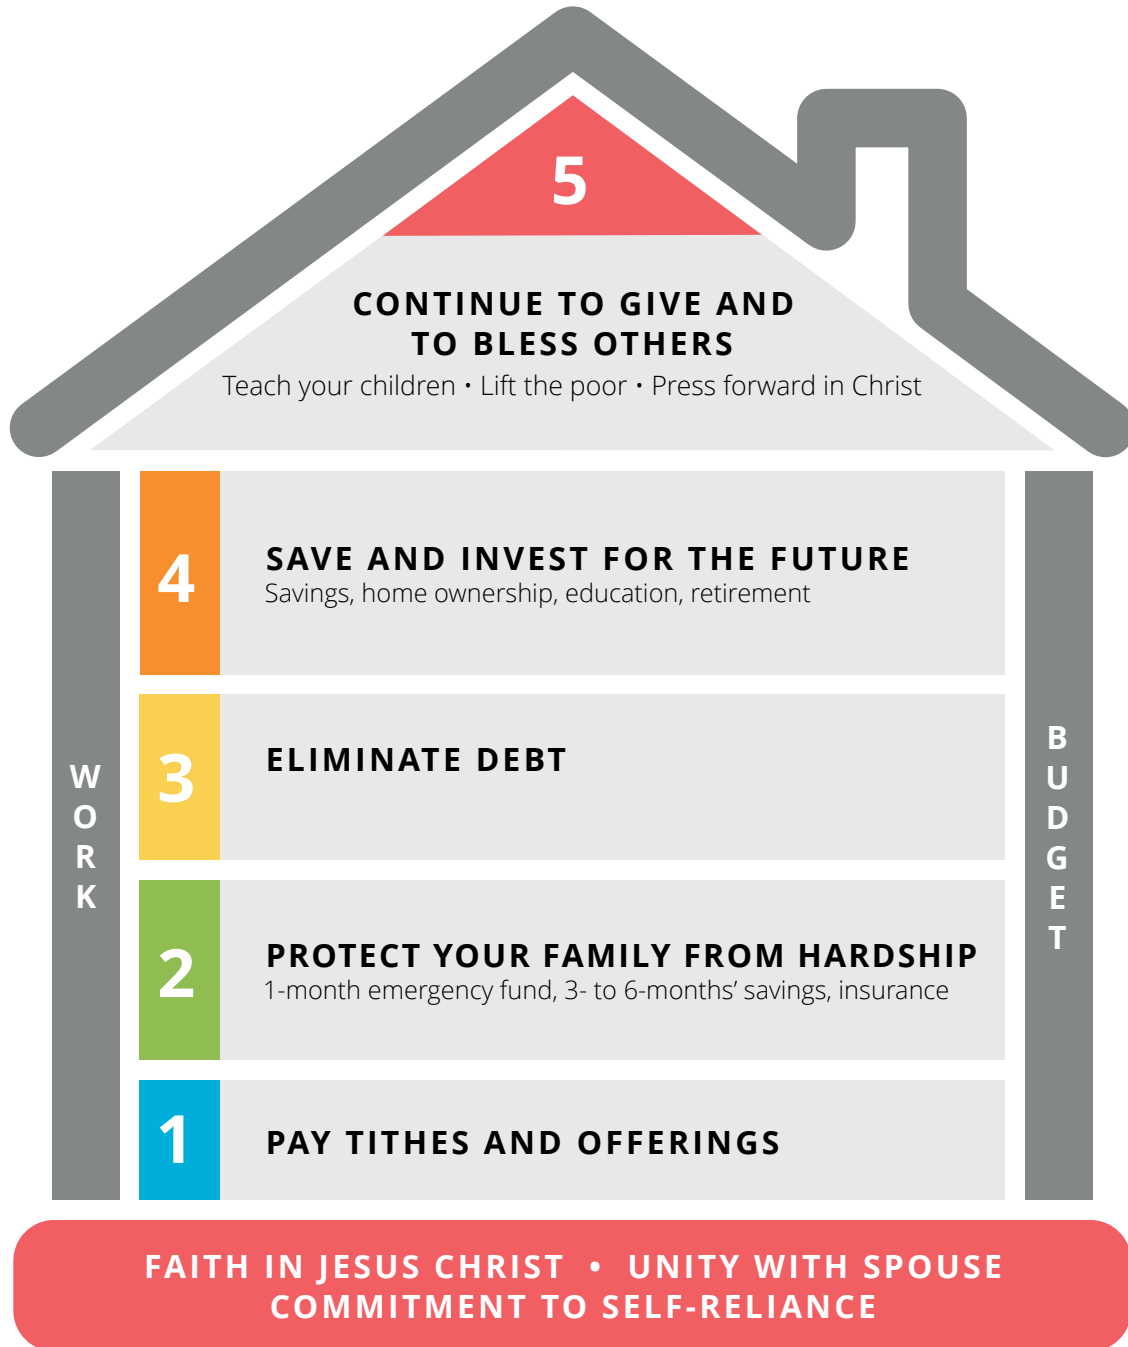 5
CONTINUE TO GIVE AND
TO BLESS OTHERS
Teach your children • Lift the poor • Press forward in Christ
4
SAVE AND INVEST FOR THE FUTURE
Savings, home ownership, education, retirement
3
ELIMINATE DEBT
2
PROTECT YOUR FAMILY FROM HARDSHIP
1-month emergency fund, 3- to 6-months’ savings, insurance
1
PAY TITHES AND OFFERINGS
WORK
BUDGET
FAITH IN JESUS CHRIST • UNITY WITH SPOUSE
COMMITMENT TO SELF-RELIANCE